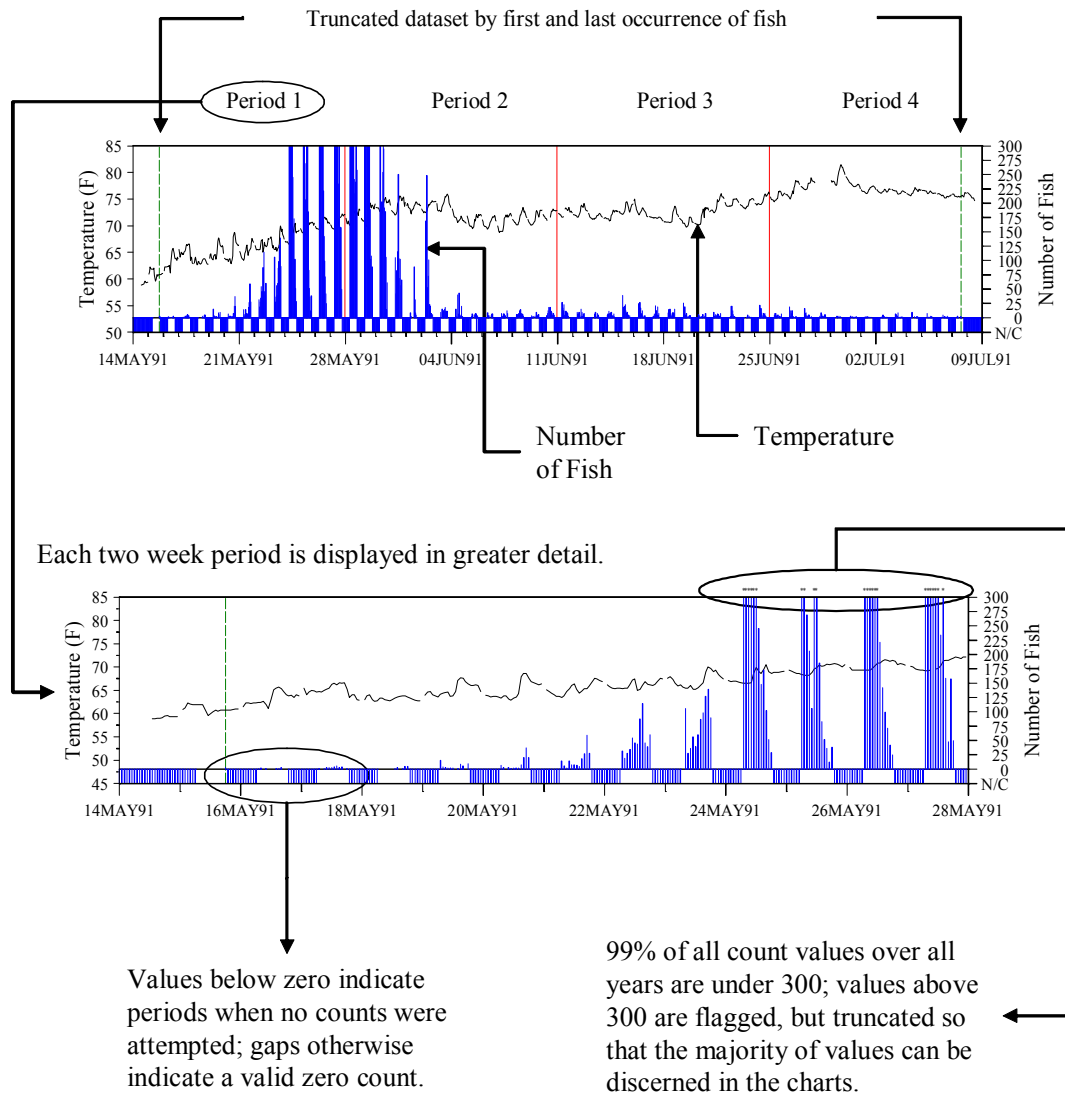 Truncated dataset by first and last occurrence of fish
Period 1 Period 2 Period 3 Period 4
Temperature (F)
85
80
75
70
65
60
55
50
300
275
250
225
200
175
150
125
100
75
50
25
0
N/C
Number of Fish
14MAY91 21MAY91 28MAY91 04JUN91 11JUN91 18JUN91 25JUN91 02JUL91 09JUL91
Number
of Fish
Temperature
Each two week period is displayed in greater detail.
Temperature (F)
85
80
75
70
65
60
55
50
45
300
275
250
225
200
175
150
125
100
75
50
25
0
N/C
Number of Fish
14MAY91 16MAY91 18MAY91 20MAY91 22MAY91 24MAY91 26MAY91 28MAY91
Values below zero indicate
periods when no counts were
attempted; gaps otherwise
indicate a valid zero count.
99% of all count values over all
years are under 300; values above
300 are flagged, but truncated so
that the majority of values can be
discerned in the charts.